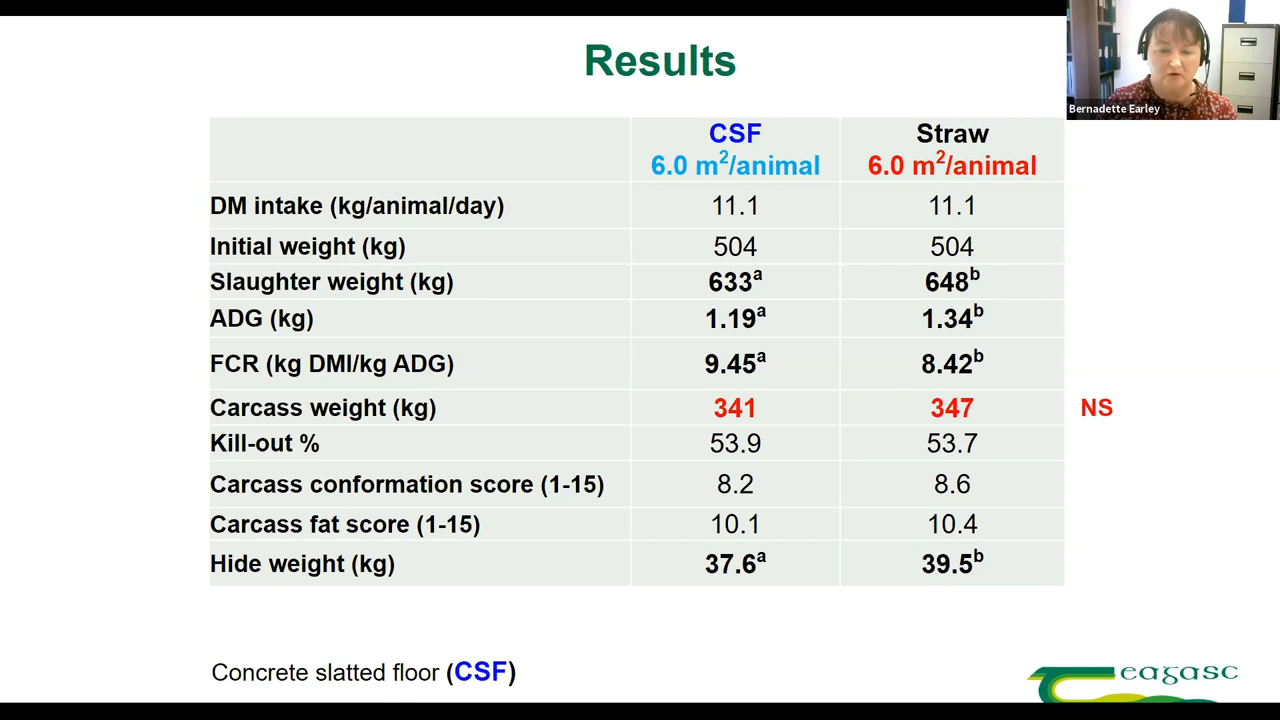 Results
Bernadette Earley
CSF Straw
6.0 m²/animal 6.0 m²/animal
DM intake (kg/animal/day) 11.1 11.1
Initial weight (kg) 504 504
Slaughter weight (kg) 633ᵃ 648ᵇ
ADG (kg) 1.19ᵃ 1.34ᵇ
FCR (kg DMI/kg ADG) 9.45ᵃ 8.42ᵇ
Carcass weight (kg) 341 347 NS
Kill-out % 53.9 53.7
Carcass conformation score (1-15) 8.2 8.6
Carcass fat score (1-15) 10.1 10.4
Hide weight (kg) 37.6ᵃ 39.5ᵇ
Concrete slatted floor (CSF)
Teagasc